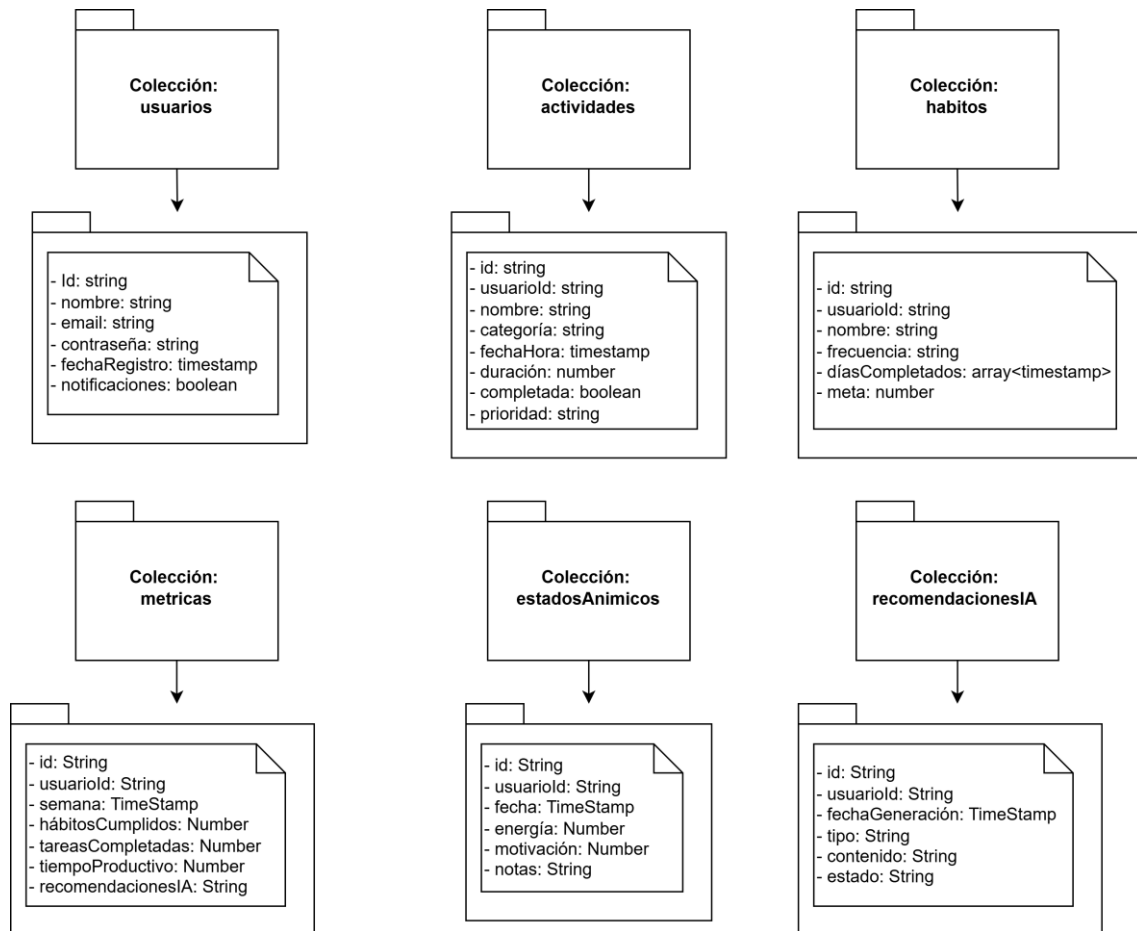 Colección:
usuarios
Colección:
actividades
Colección:
habitos
- Id: string
- nombre: string
- email: string
- contraseña: string
- fechaRegistro: timestamp
- notificaciones: boolean
- id: string
- usuarioId: string
- nombre: string
- categoría: string
- fechaHora: timestamp
- duración: number
- completada: boolean
- prioridad: string
- id: string
- usuarioId: string
- nombre: string
- frecuencia: string
- díasCompletados: array<timestamp>
- meta: number
Colección:
metricas
Colección:
estadosAnimicos
Colección:
recomendacionesIA
- id: String
- usuarioId: String
- semana: TimeStamp
- hábitosCumplidos: Number
- tareasCompletadas: Number
- tiempoProductivo: Number
- recomendacionesIA: String
- id: String
- usuarioId: String
- fecha: TimeStamp
- energía: Number
- motivación: Number
- notas: String
- id: String
- usuarioId: String
- fechaGeneración: TimeStamp
- tipo: String
- contenido: String
- estado: String